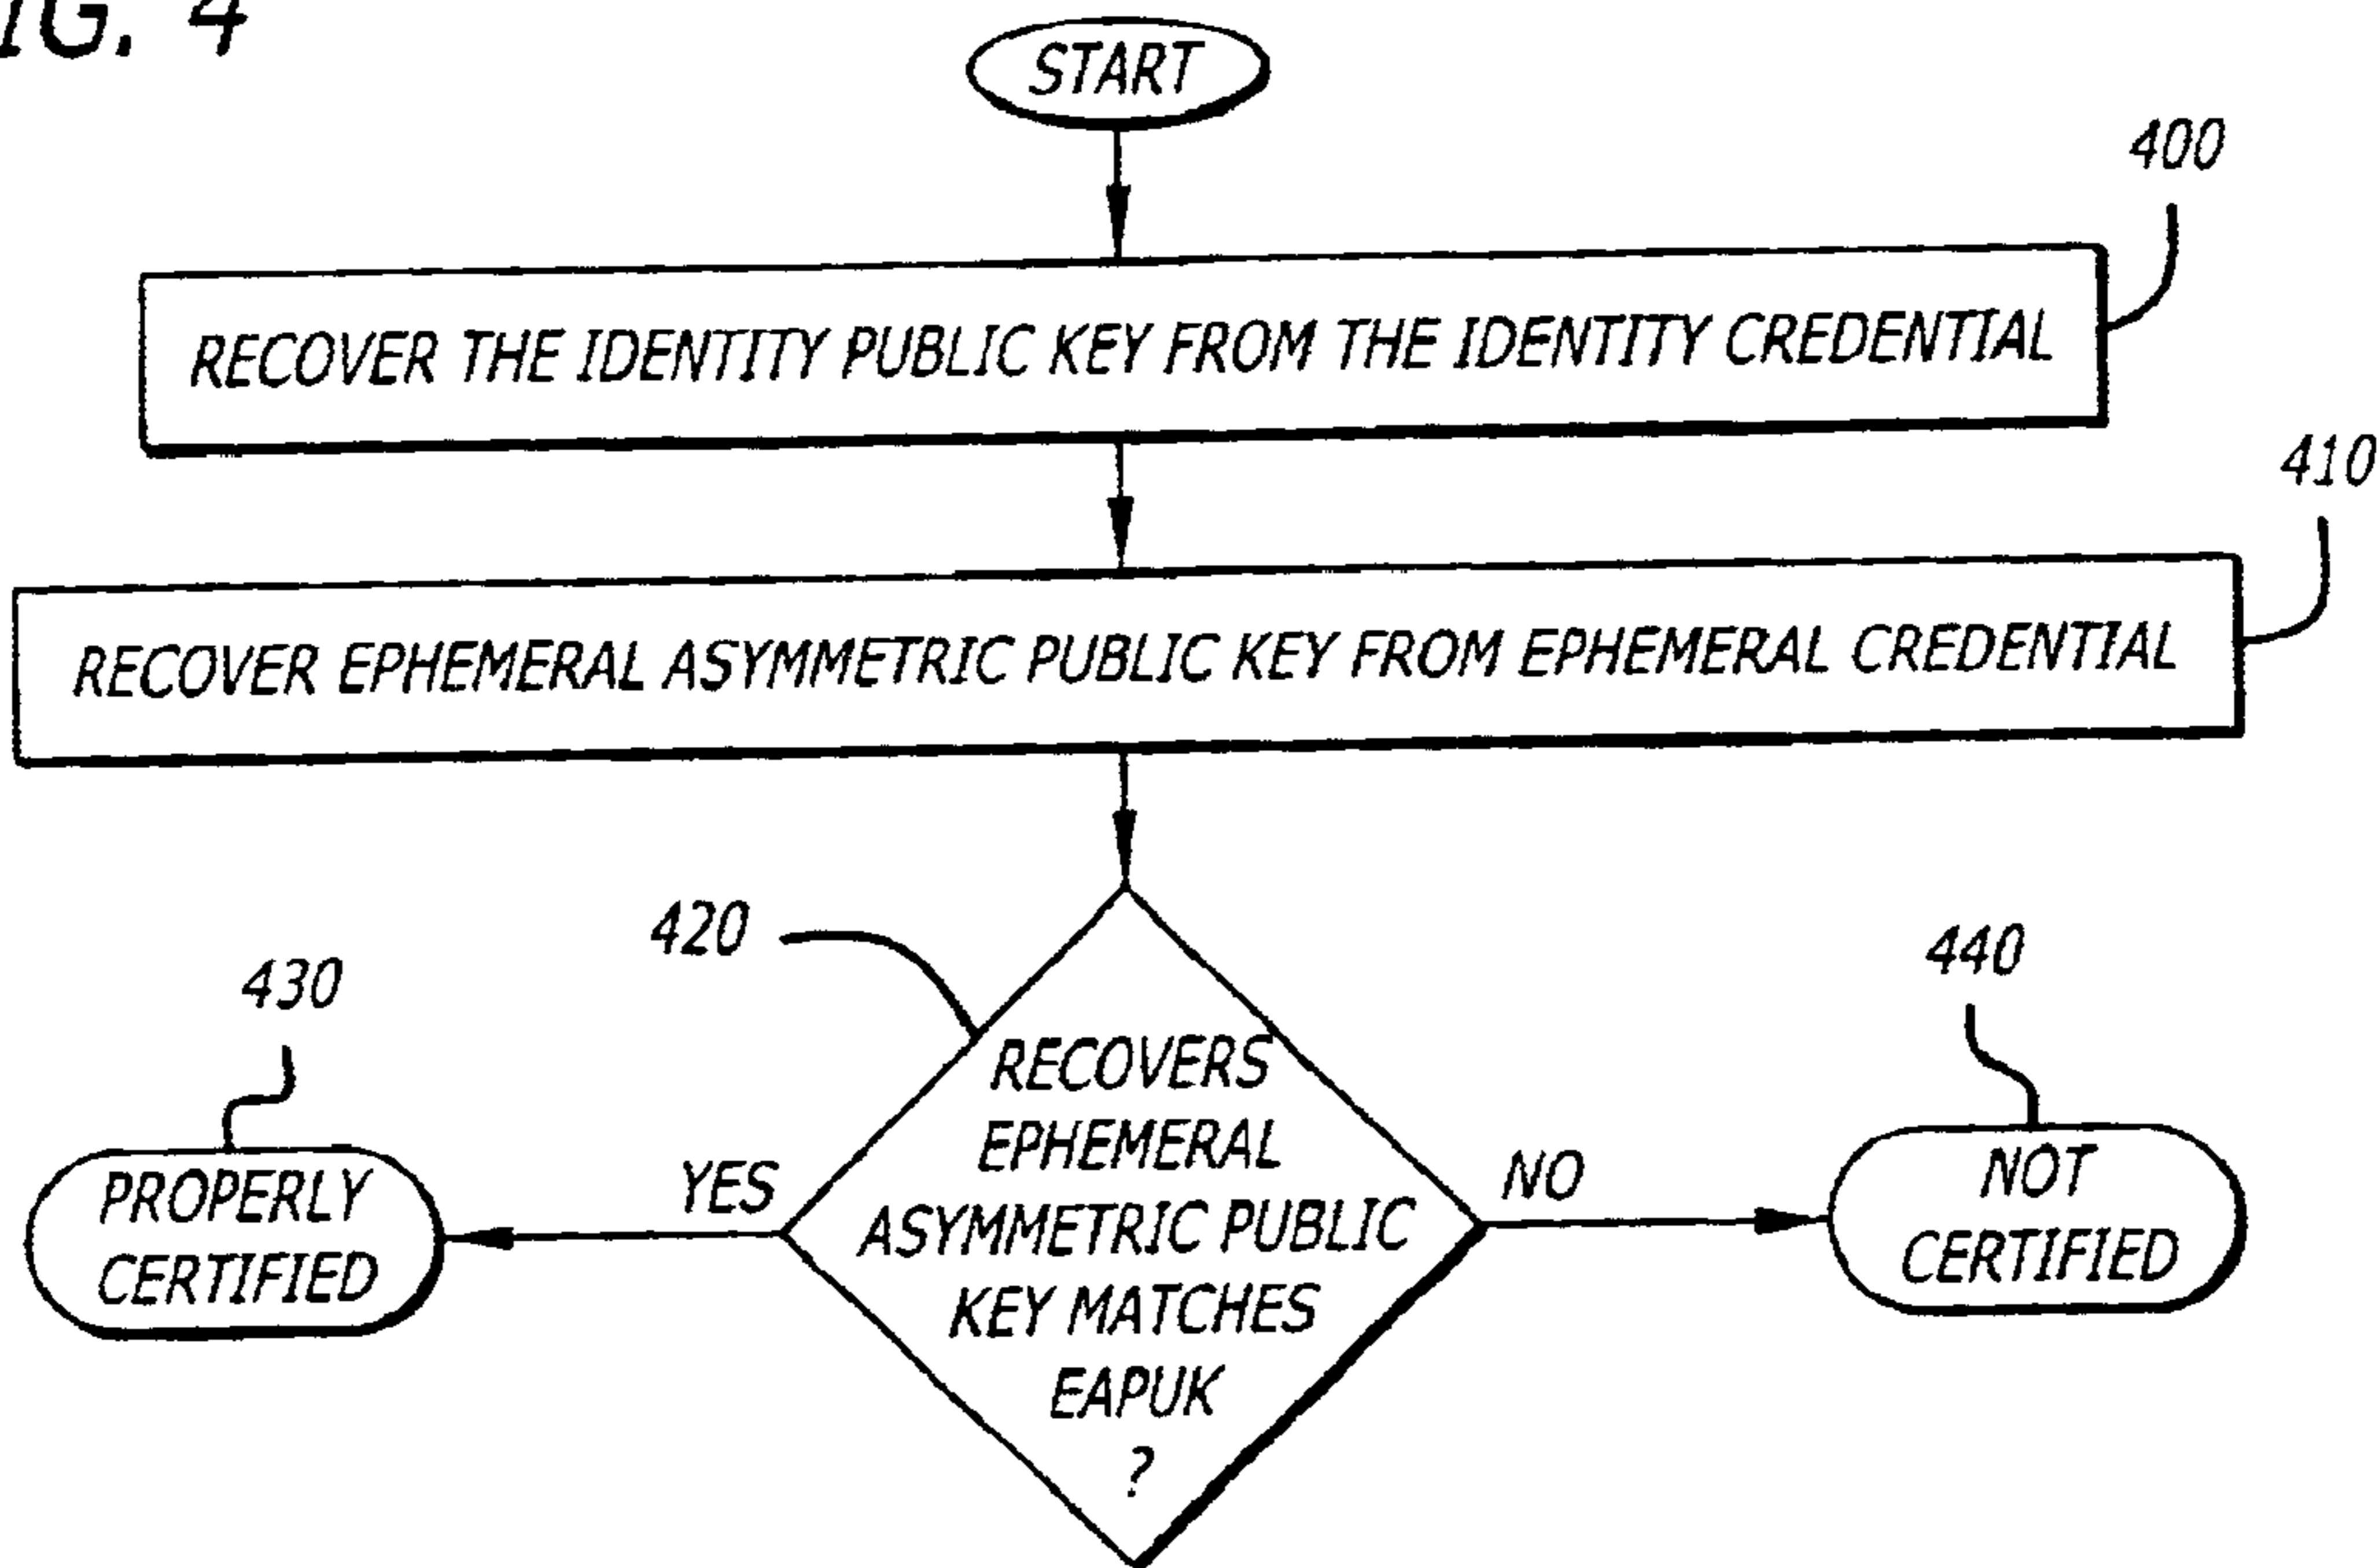 IG. 4
START
400
RECOVER THE IDENTITY PUBLIC KEY FROM THE IDENTITY CREDENTIAL
410
RECOVER EPHEMERAL ASYMMETRIC PUBLIC KEY FROM EPHEMERAL CREDENTIAL
420
430
440
RECOVERS
EPHEMERAL
ASYMMETRIC PUBLIC
KEY MATCHES
EAPUK
?
YES
NO
PROPERLY
CERTIFIED
NOT
CERTIFIED